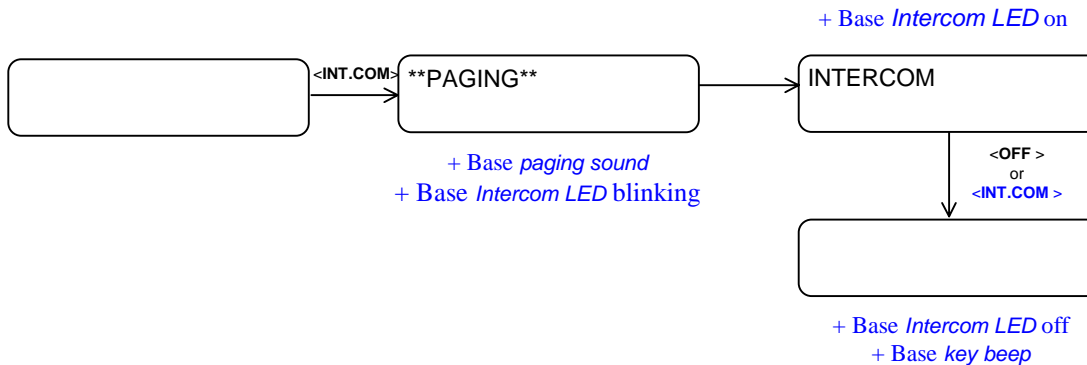 + Base Intercom LED on
<INT.COM>
**PAGING**
INTERCOM
+ Base paging sound
+ Base Intercom LED blinking
<OFF >
or
<INT.COM >
+ Base Intercom LED off
+ Base key beep